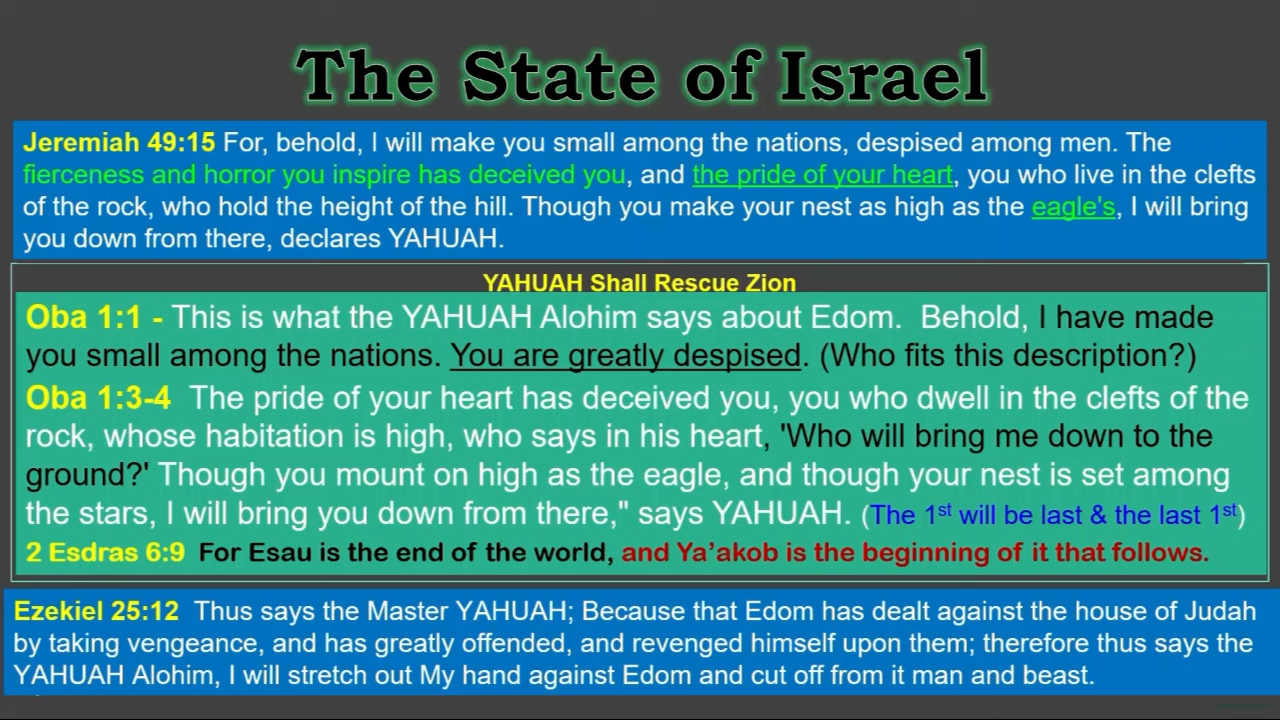 The State of Israel
Jeremiah 49:15 For, behold, I will make you small among the nations, despised among men. The
fierceness and horror you inspire has deceived you, and the pride of your heart, you who live in the clefts
of the rock, who hold the height of the hill. Though you make your nest as high as the eagle's, I will bring
you down from there, declares YAHUAH.
YAHUAH Shall Rescue Zion
Oba 1:1 - This is what the YAHUAH Alohim says about Edom. Behold, I have made
you small among the nations. You are greatly despised. (Who fits this description?)
Oba 1:3-4 The pride of your heart has deceived you, you who dwell in the clefts of the
rock, whose habitation is high, who says in his heart, 'Who will bring me down to the
ground?' Though you mount on high as the eagle, and though your nest is set among
the stars, I will bring you down from there," says YAHUAH. (The 1st will be last & the last 1st)
2 Esdras 6:9 For Esau is the end of the world, and Ya’akob is the beginning of it that follows.
Ezekiel 25:12 Thus says the Master YAHUAH; Because that Edom has dealt against the house of Judah
by taking vengeance, and has greatly offended, and revenged himself upon them; therefore thus says the
YAHUAH Alohim, I will stretch out My hand against Edom and cut off from it man and beast.